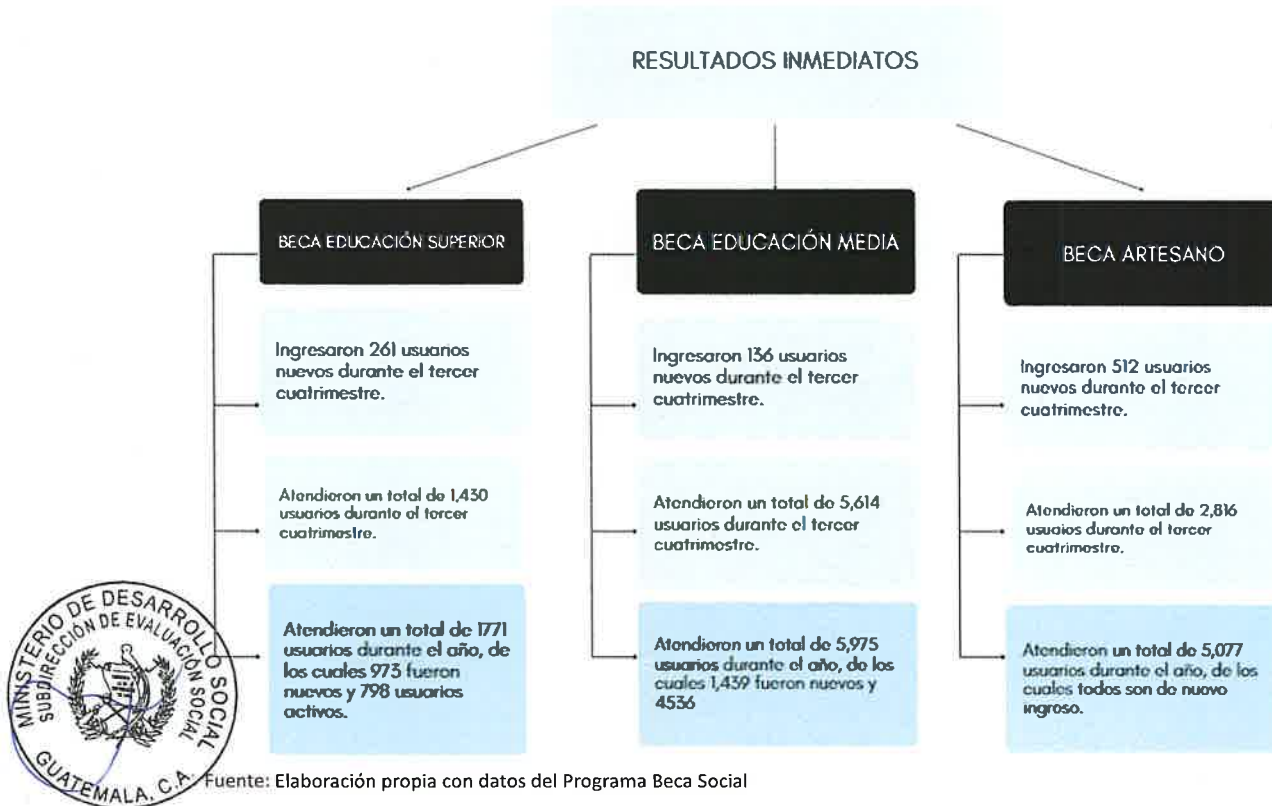 RESULTADOS INMEDIATOS
BECA EDUCACIÓN SUPERIOR
Ingresaron 261 usuarios
nuevos durante el tercer
cuatrimestre.
Atendieron un total de 1,430
usuarios durante el tercer
cuatrimestre.
Atendieron un total de 1771
usuarios durante el año, de
los cuales 973 fueron
nuevos y 798 usuarios
activos.
BECA EDUCACIÓN MEDIA
Ingresaron 136 usuarios
nuevos durante el tercer
cuatrimestre.
Atendieron un total de 5,614
usuarios durante el tercer
cuatrimestre.
Atendieron un total de 5,975
usuarios durante el año, de los
cuales 1,439 fueron nuevos y
4536
BECA ARTESANO
Ingresaron 512 usuarios
nuevos durante el tercer
cuatrimestre.
Atendieron un total de 2,816
usuaios durante el tercer
cuatrimestre.
Atendieron un total de 5,077
usuarios durante el año, de los
cuales todos son de nuevo
ingreso.
MINISTERIO DE DESARROLLO SOCIAL
SUBDIRECCIÓN DE EVALUACIÓN SOCIAL
GUATEMALA, C.A.
Fuente: Elaboración propia con datos del Programa Beca Social